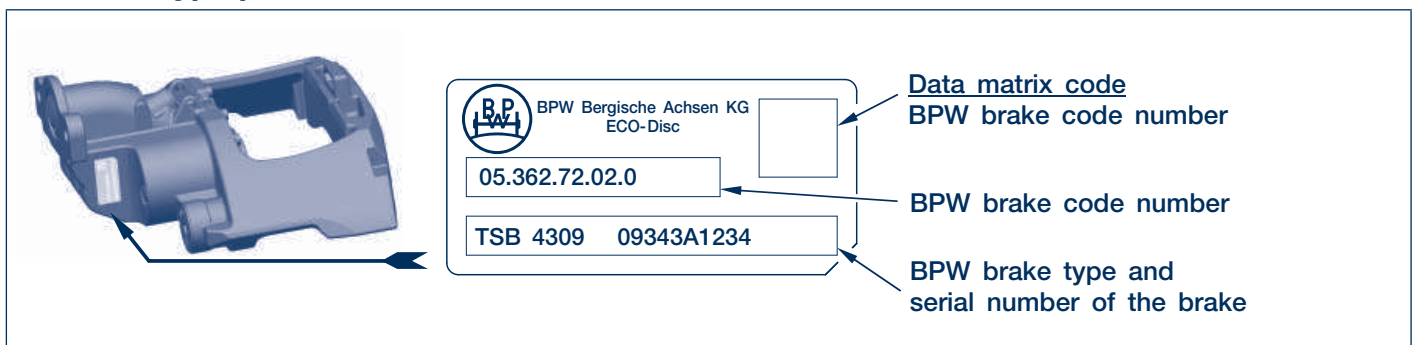 BPW
BPW Bergische Achsen KG
ECO-Disc
05.362.72.02.0
TSB 4309 09343A1234
Data matrix code
BPW brake code number
BPW brake code number
BPW brake type and
serial number of the brake